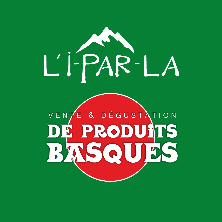 L'i-PAR-LA
VENTE & DÉGUSTATION
DE PRODUiTS
BASQUES